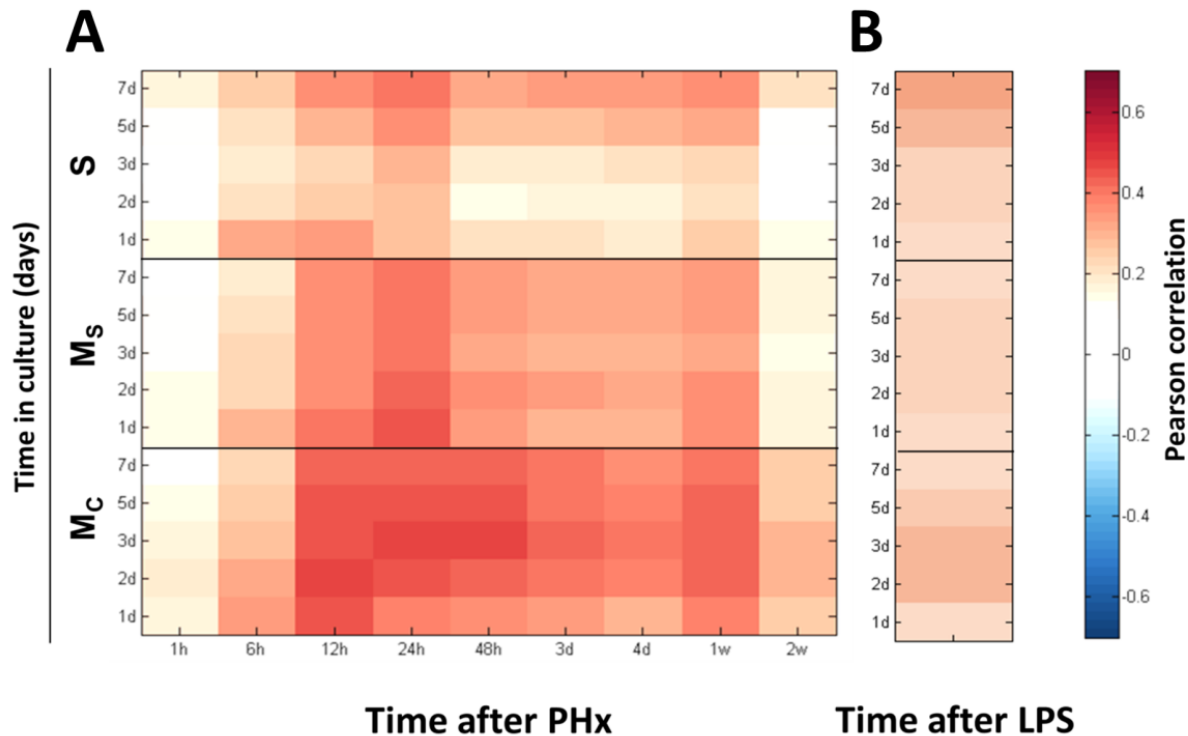 A
B
Time in culture (days)
S
7d
5d
3d
2d
1d
M_S
7d
5d
3d
2d
1d
M_C
7d
5d
3d
2d
1d
1h 6h 12h 24h 48h 3d 4d 1w 2w
Time after PHx
7d
5d
3d
2d
1d
7d
5d
3d
2d
1d
7d
5d
3d
2d
1d
Time after LPS
0.6
0.4
0.2
0
-0.2
-0.4
-0.6
Pearson correlation